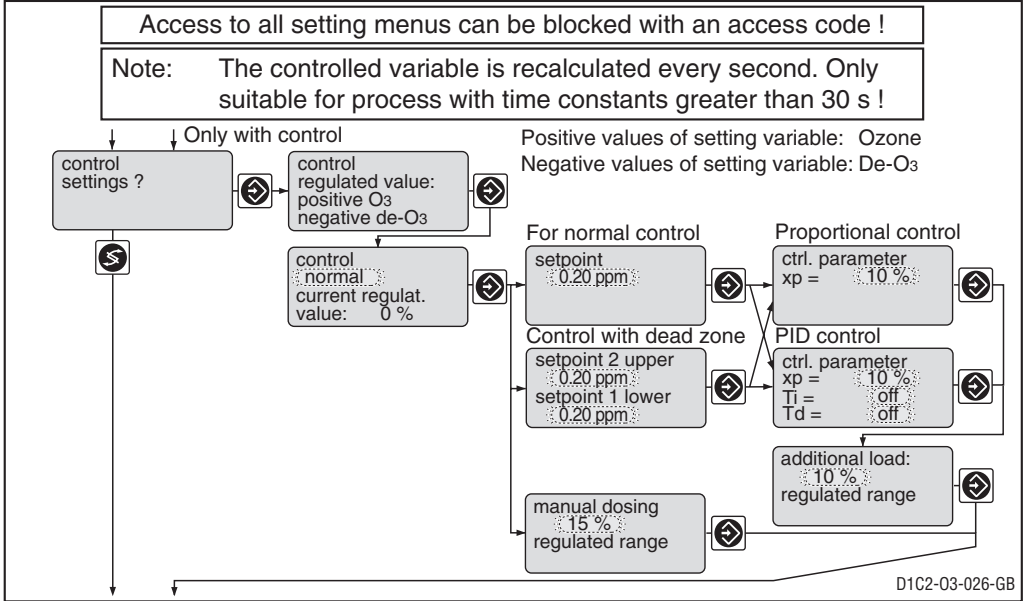 Access to all setting menus can be blocked with an access code !
Note: The controlled variable is recalculated every second. Only
suitable for process with time constants greater than 30 s !
Only with control
Positive values of setting variable: Ozone
Negative values of setting variable: De-O3
control
settings ?
control
regulated value:
positive O3
negative de-O3
control
normal
current regulat.
value: 0 %
For normal control
setpoint
0.20 ppm
Control with dead zone
setpoint 2 upper
0.20 ppm
setpoint 1 lower
0.20 ppm
Proportional control
ctrl. parameter
xp = 10 %
PID control
ctrl. parameter
xp = 10 %
Ti = off
Td = off
additional load:
10 %
regulated range
manual dosing
15 %
regulated range
D1C2-03-026-GB